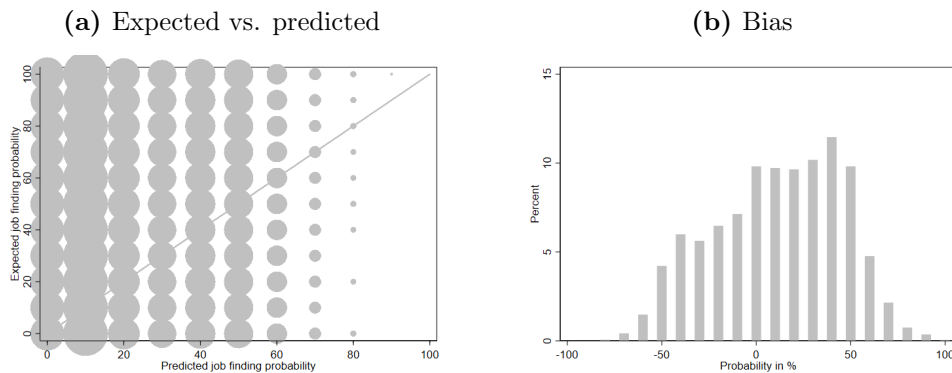 (a) Expected vs. predicted
(b) Bias
Expected job finding probability
0 20 40 60 80 100
0 20 40 60 80 100
Predicted job finding probability
Percent
15
10
5
0
-100 -50 0 50 100
Probability in %